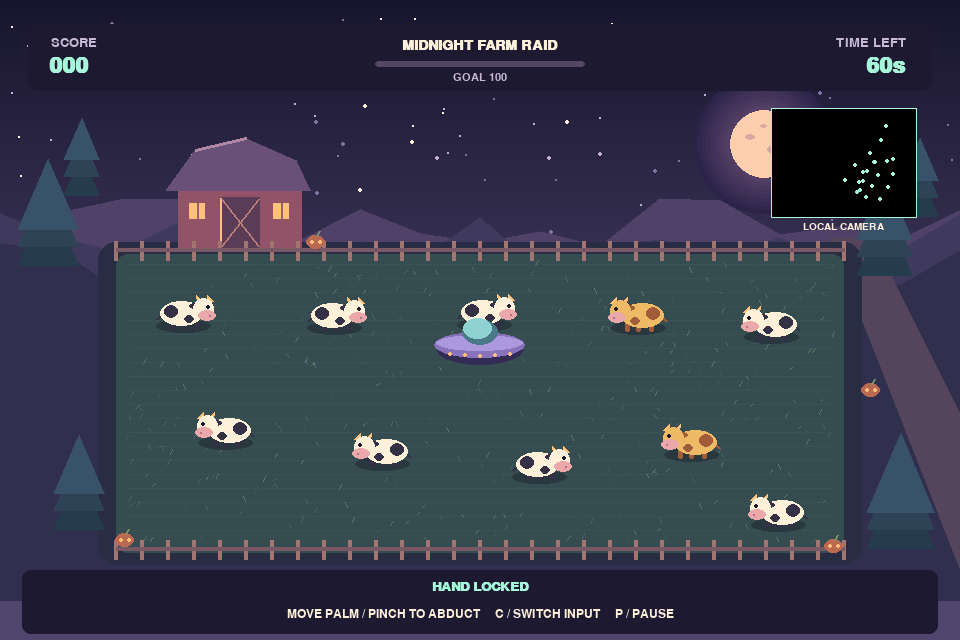 SCORE
000
MIDNIGHT FARM RAID
GOAL 100
TIME LEFT
60s
LOCAL CAMERA
HAND LOCKED
MOVE PALM / PINCH TO ABDUCT C / SWITCH INPUT P / PAUSE